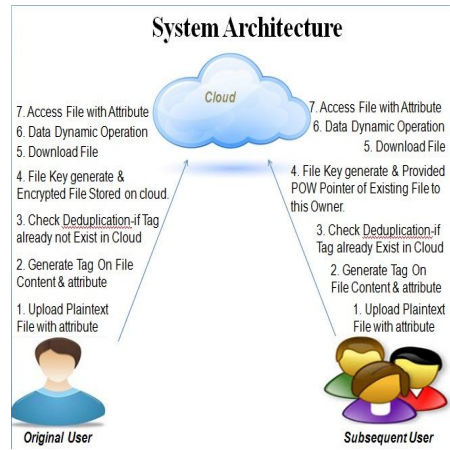 System Architecture
Cloud
7. Access File with Attribute
6. Data Dynamic Operation
5. Download File
4. File Key generate &
Encrypted File Stored on cloud.
3. Check Deduplication-if Tag
already not Exist in Cloud
2. Generate Tag On File
Content & attribute
1. Upload Plaintext
File with attribute
Original User
7. Access File with Attribute
6. Data Dynamic Operation
5. Download File
4. File Key generate & Provided
POW Pointer of Existing File to
this Owner.
3. Check Deduplication-if
Tag already Exist in Cloud
2. Generate Tag On
File Content & attribute
1. Upload Plaintext
File with attribute
Subsequent User